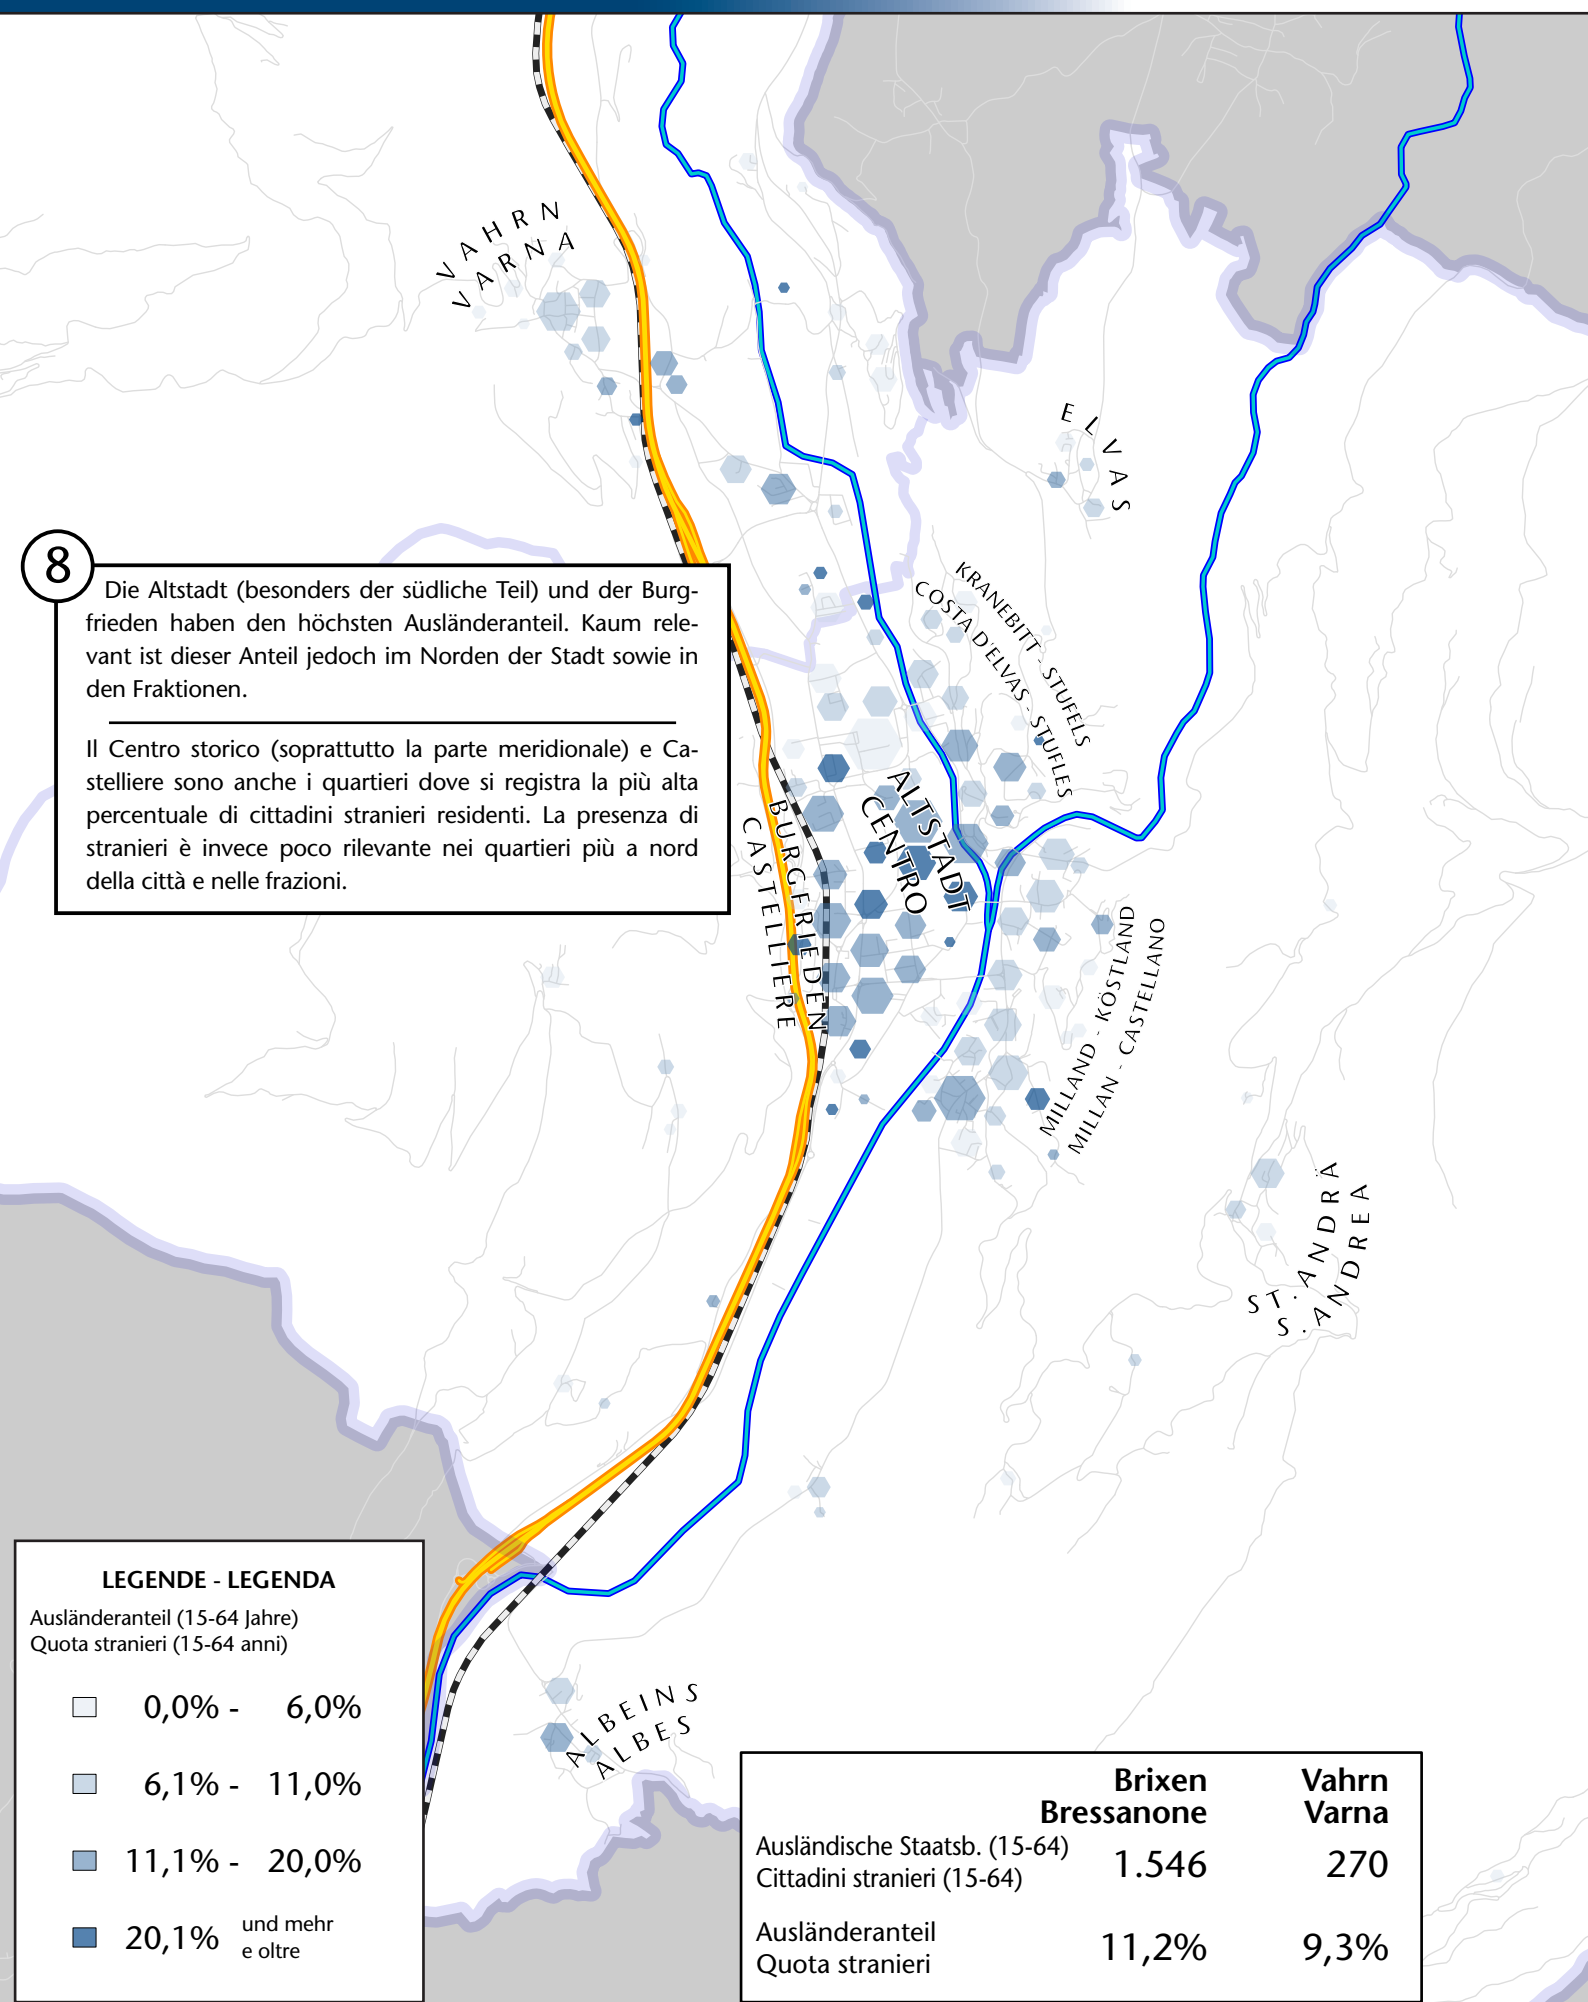 VAHRN
VARNA
ELVAS
8
Die Altstadt (besonders der südliche Teil) und der Burg-
frieden haben den höchsten Ausländeranteil. Kaum rele-
vant ist dieser Anteil jedoch im Norden der Stadt sowie in
den Fraktionen.
Il Centro storico (soprattutto la parte meridionale) e Ca-
stelliere sono anche i quartieri dove si registra la più alta
percentuale di cittadini stranieri residenti. La presenza di
stranieri è invece poco rilevante nei quartieri più a nord
della città e nelle frazioni.
KRANEBITT - STUFELS
COSTA D'ELVAS - STUFLES
ALTSTADT
CENTRO
BURGFRIEDEN
CASTELLIERE
MILLAND - KÖSTLAND
MILLAN - CASTELLANO
ST. ANDRÄ
S. ANDREA
ALBEINS
ALBES
LEGENDE - LEGENDA
Ausländeranteil (15-64 Jahre)
Quota stranieri (15-64 anni)
0,0% - 6,0%
6,1% - 11,0%
11,1% - 20,0%
20,1% und mehr
e oltre
Brixen Vahrn
Bressanone Varna
Ausländische Staatsb. (15-64)
Cittadini stranieri (15-64)
1.546 270
Ausländeranteil
Quota stranieri
11,2% 9,3%